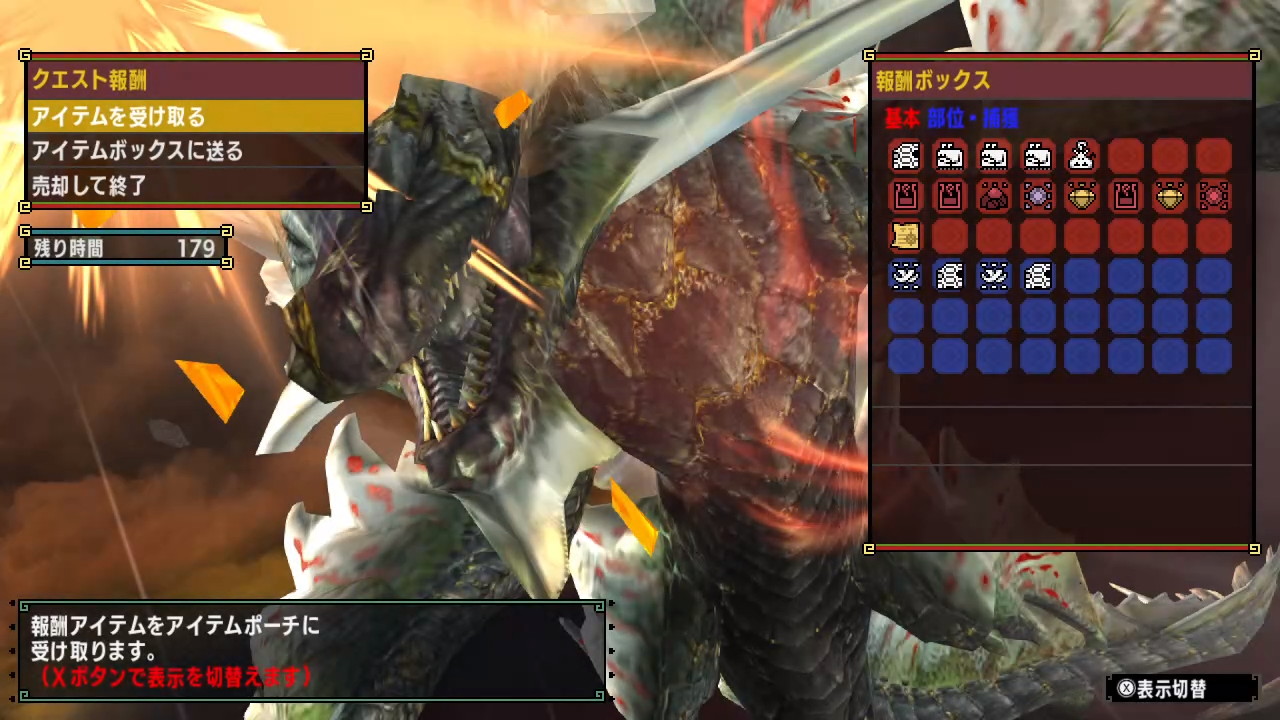 クエスト報酬
アイテムを受け取る
アイテムボックスに送る
売却して終了
残り時間 179
報酬ボックス
基本 部位・捕獲
報酬アイテムをアイテムポーチに
受け取ります。
（Xボタンで表示を切替えます）
Ⓧ表示切替